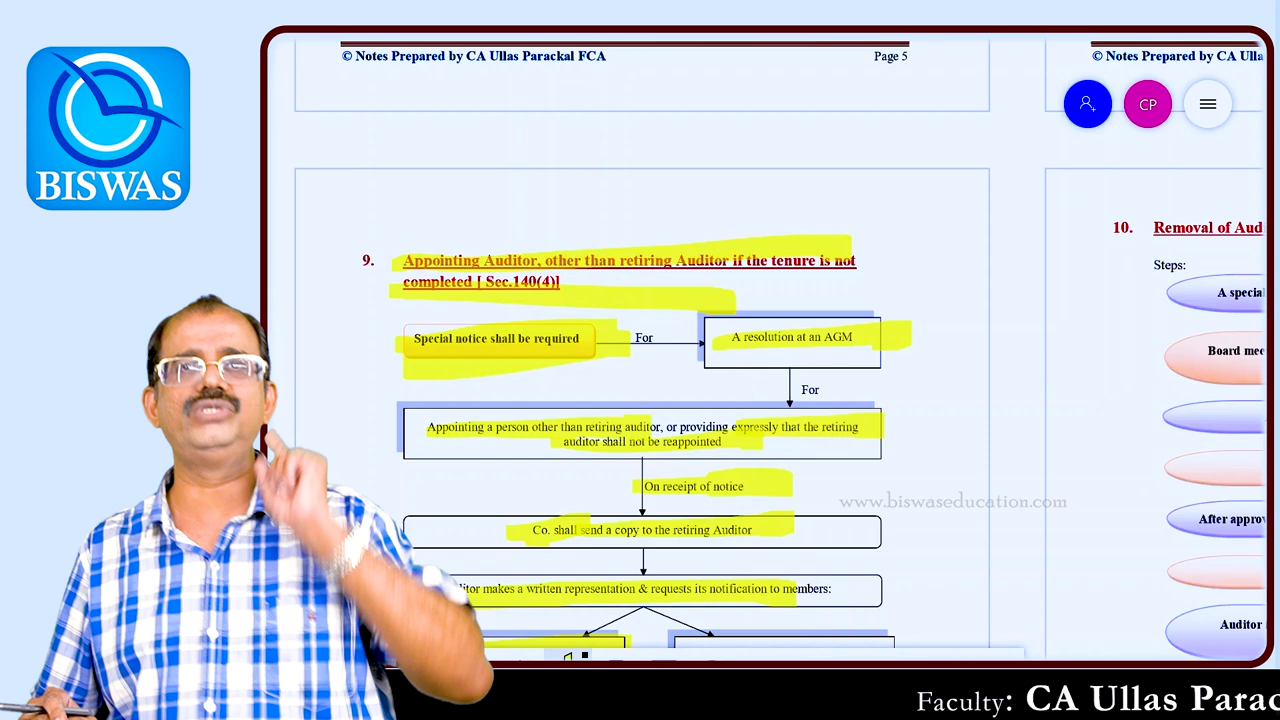 BISWAS
© Notes Prepared by CA Ullas Parackal FCA
Page 5
© Notes Prepared by CA Ulla
CP
9. Appointing Auditor, other than retiring Auditor if the tenure is not
completed [ Sec.140(4)]
Special notice shall be required
For
A resolution at an AGM
For
Appointing a person other than retiring auditor, or providing expressly that the retiring
auditor shall not be reappointed
On receipt of notice
Co. shall send a copy to the retiring Auditor
itor makes a written representation & requests its notification to members:
10. Removal of Aud
Steps:
A special
Board mee
After approv
Auditor
www.biswaseducation.com
Faculty: CA Ullas Parac